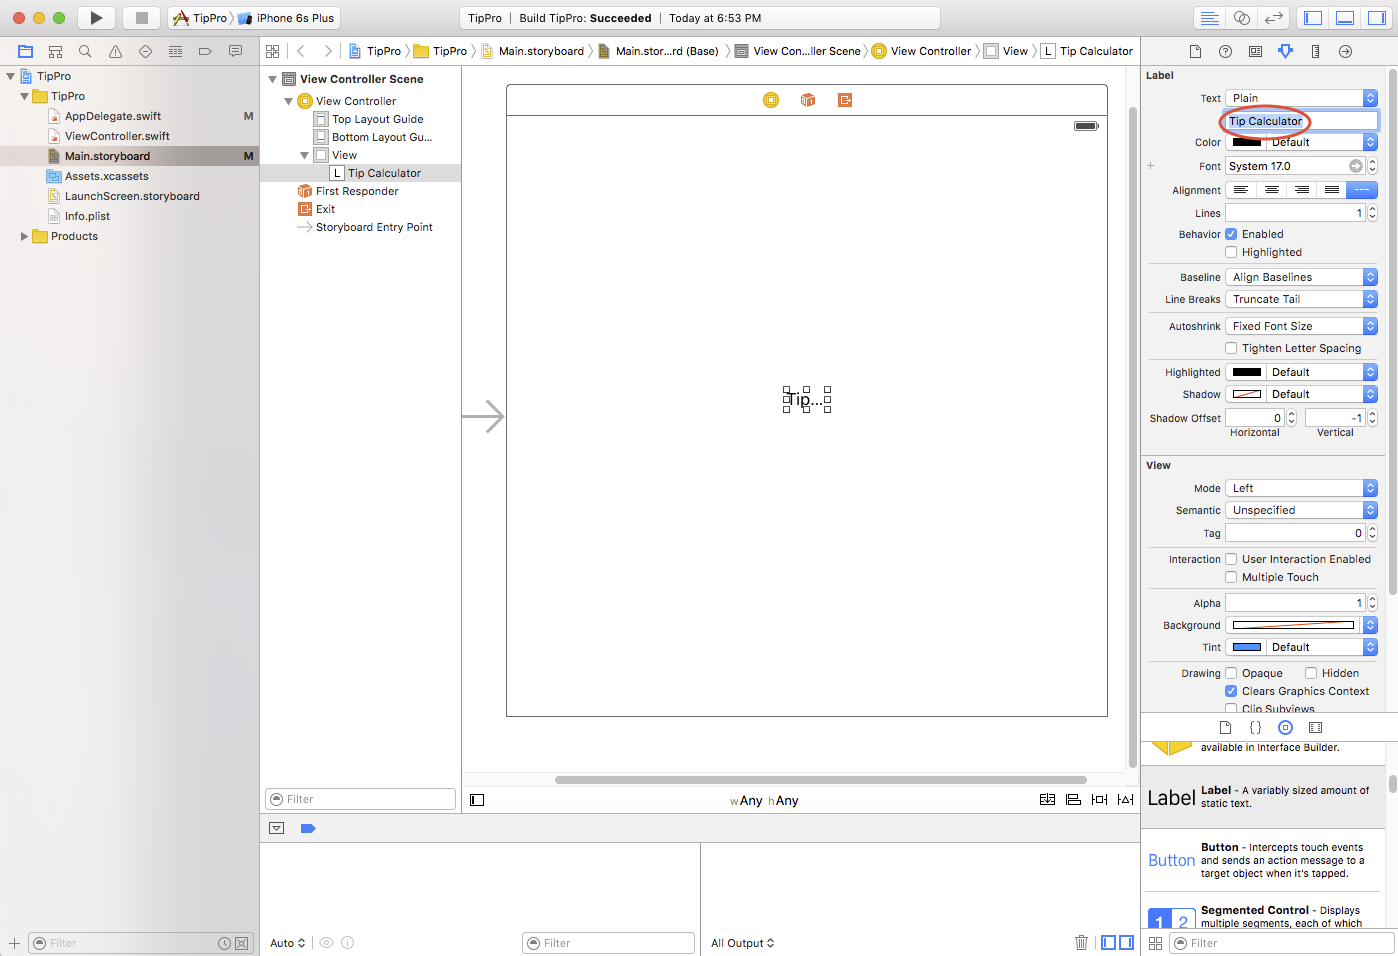 TipPro iPhone 6s Plus
TipPro | Build TipPro: Succeeded | Today at 6:53 PM
TipPro TipPro Main.storyboard Main.stor...rd (Base) View Con...ller Scene View Controller View L Tip Calculator
TipPro
TipPro
AppDelegate.swift M
ViewController.swift
Main.storyboard M
Assets.xcassets
LaunchScreen.storyboard
Info.plist
Products
Filter
View Controller Scene
View Controller
Top Layout Guide
Bottom Layout Gu...
View
L Tip Calculator
First Responder
Exit
Storyboard Entry Point
Filter
Tip...
wAny hAny
Auto
Filter
All Output
Label
Text Plain
Tip Calculator
Color Default
Font System 17.0
Alignment
Lines 1
Behavior Enabled
Highlighted
Baseline Align Baselines
Line Breaks Truncate Tail
Autoshrink Fixed Font Size
Tighten Letter Spacing
Highlighted Default
Shadow Default
Shadow Offset 0 -1
Horizontal Vertical
View
Mode Left
Semantic Unspecified
Tag 0
Interaction User Interaction Enabled
Multiple Touch
Alpha 1
Background
Tint Default
Drawing Opaque Hidden
Clears Graphics Context
Clip Subviews
{}
available in Interface Builder.
Label
Label - A variably sized amount of
static text.
Button
Button - Intercepts touch events
and sends an action message to a
target object when it's tapped.
1 2
Segmented Control - Displays
multiple segments, each of which
Filter